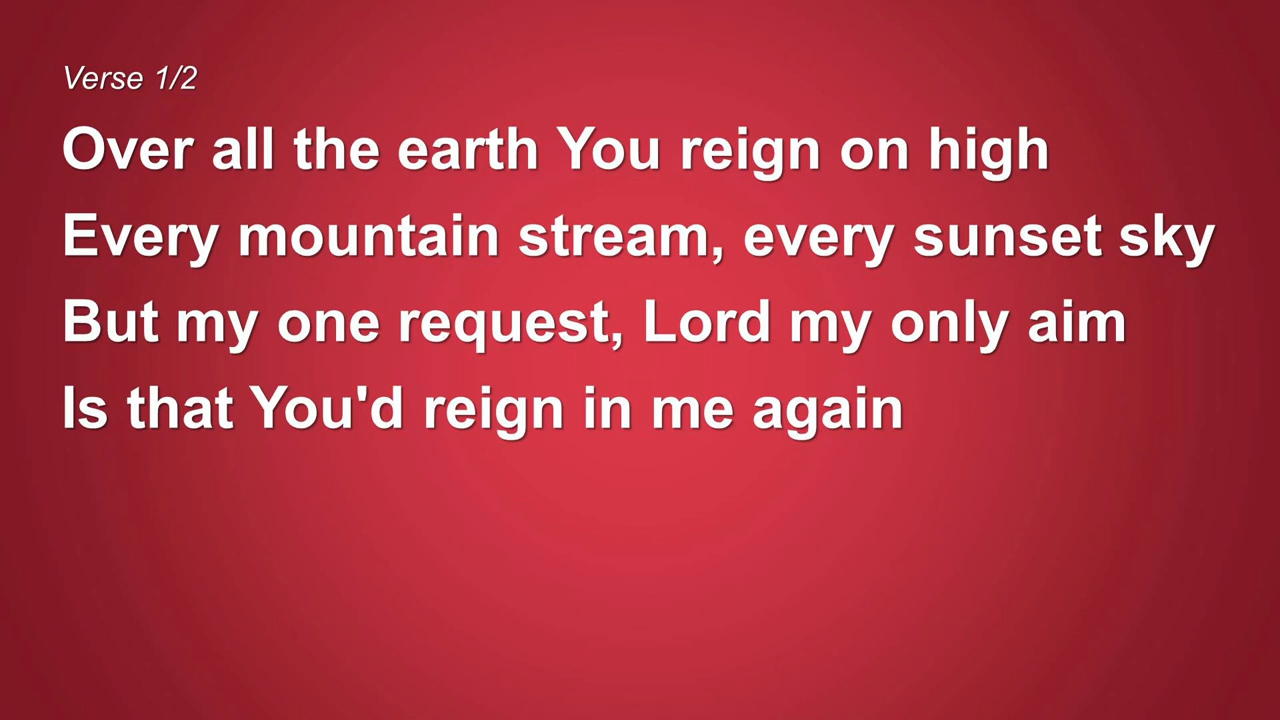 Verse 1/2
Over all the earth You reign on high
Every mountain stream, every sunset sky
But my one request, Lord my only aim
Is that You'd reign in me again